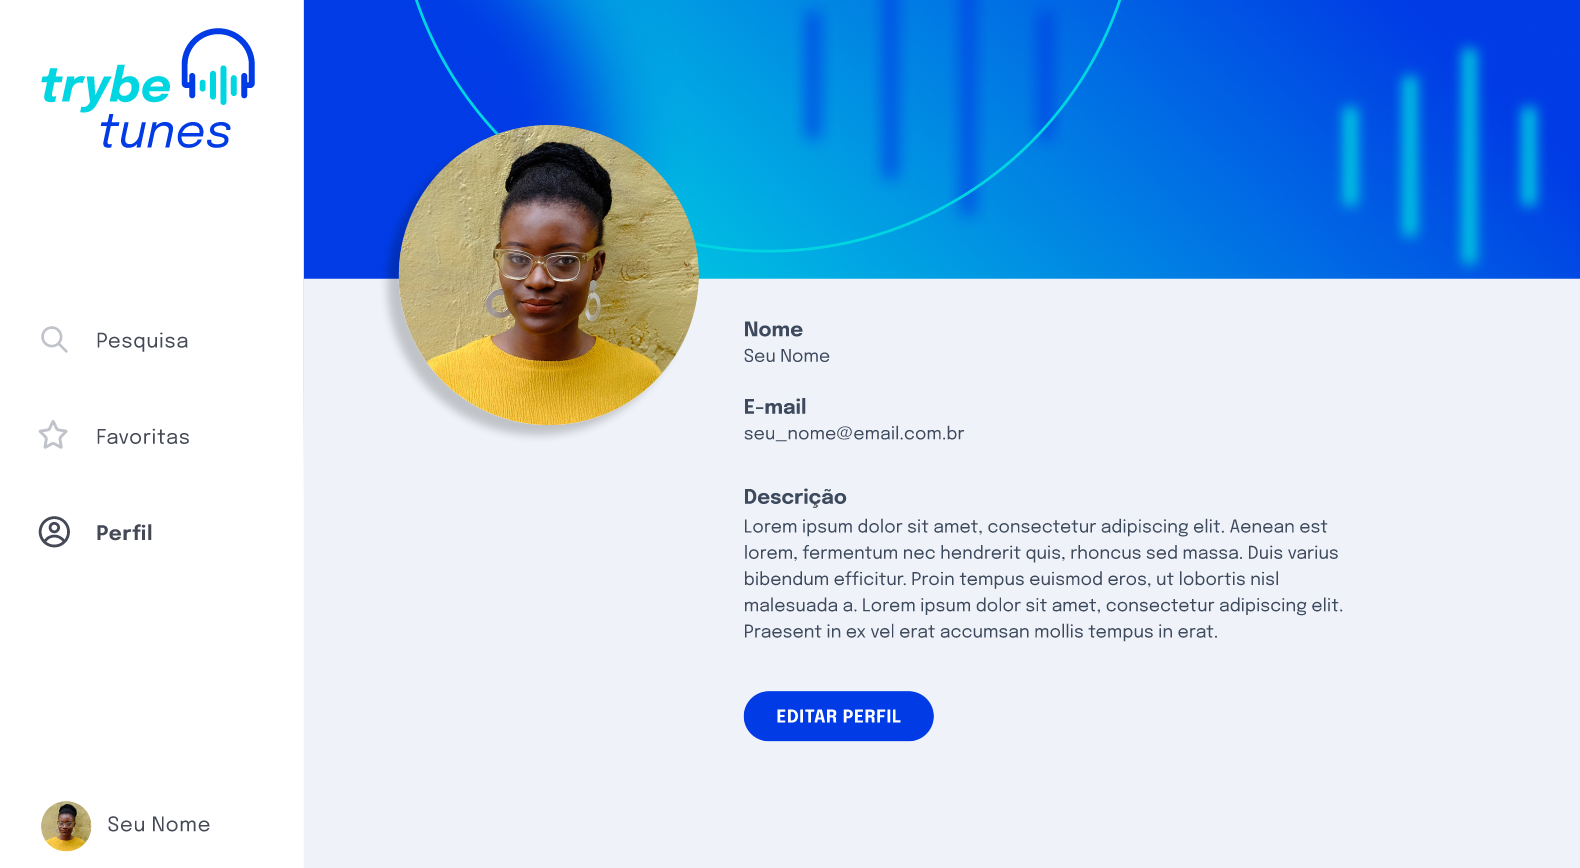 trybe
tunes
Pesquisa
Favoritas
Perfil
Seu Nome
Nome
Seu Nome
E-mail
seu_nome@email.com.br
Descrição
Lorem ipsum dolor sit amet, consectetur adipiscing elit. Aenean est
lorem, fermentum nec hendrerit quis, rhoncus sed massa. Duis varius
bibendum efficitur. Proin tempus euismod eros, ut lobortis nisl
malesuada a. Lorem ipsum dolor sit amet, consectetur adipiscing elit.
Praesent in ex vel erat accumsan mollis tempus in erat.
EDITAR PERFIL